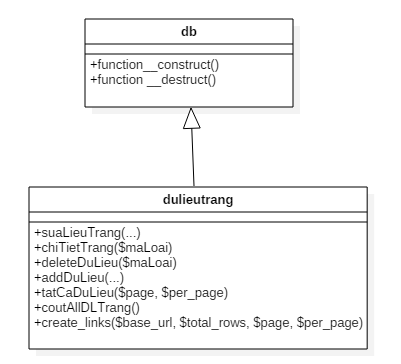 db
+function__construct()
+function __destruct()
dulieutrang
+suaLieuTrang(...)
+chiTietTrang($maLoai)
+deleteDuLieu($maLoai)
+addDuLieu(...)
+tatCaDuLieu($page, $per_page)
+coutAllDLTrang()
+create_links($base_url, $total_rows, $page, $per_page)